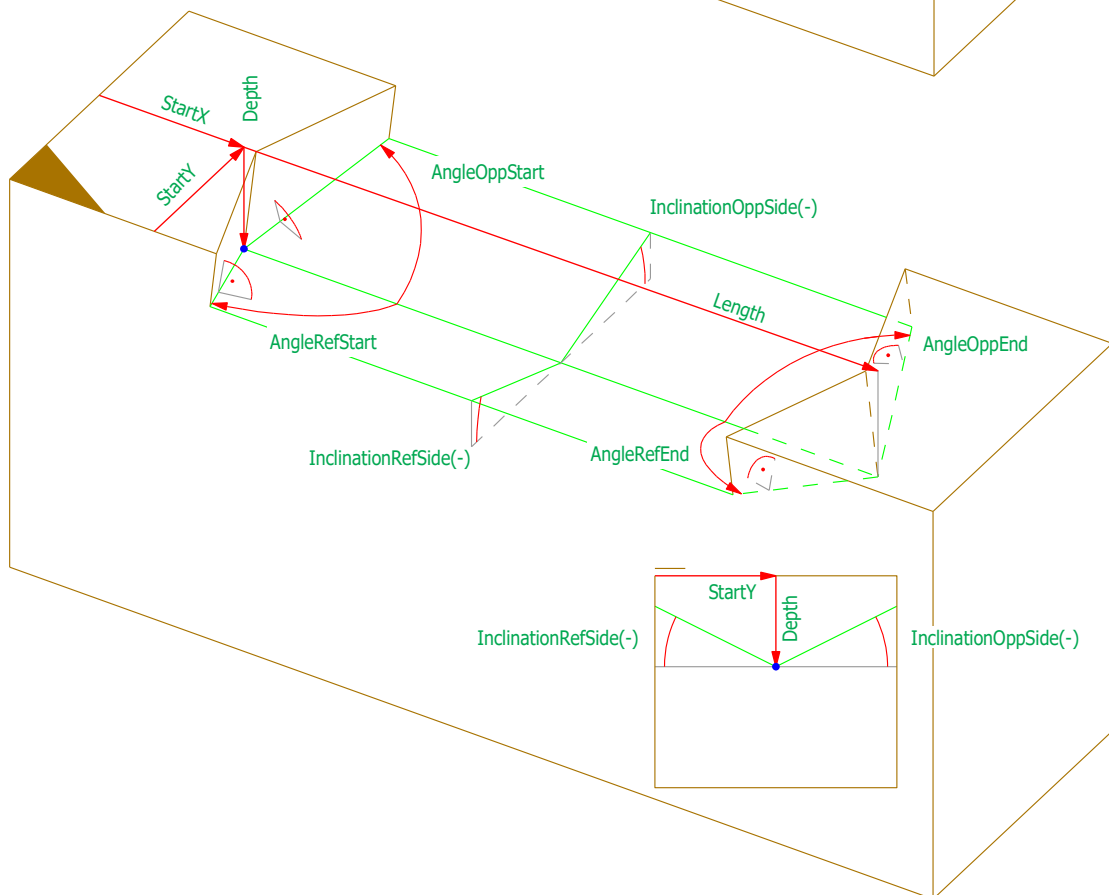 StartX
Depth
StartY
AngleOppStart
InclinationOppSide(-)
Length
AngleRefStart
AngleOppEnd
InclinationRefSide(-)
AngleRefEnd
StartY
Depth
InclinationRefSide(-)
InclinationOppSide(-)